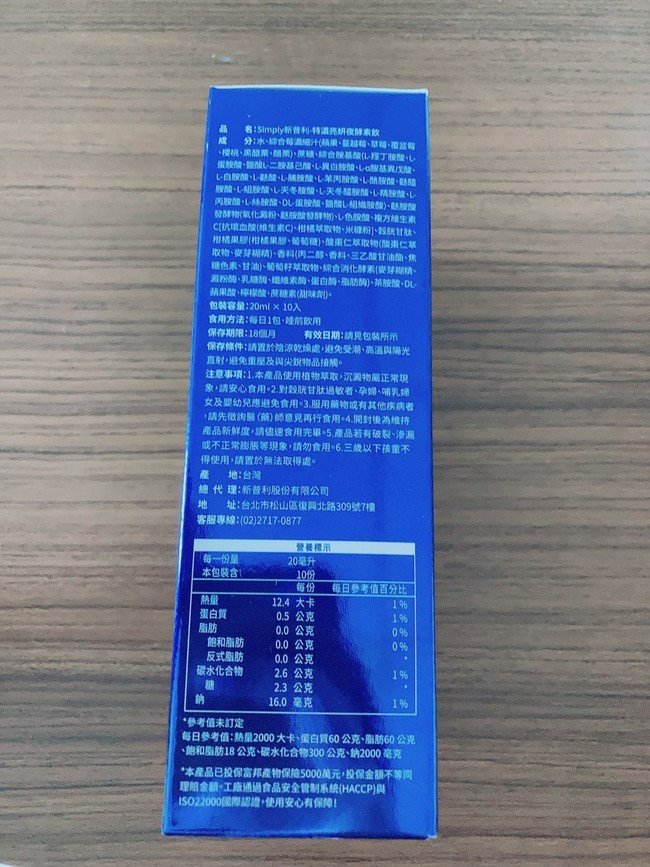 品 名:Simply新普利-特濃亮妍夜酵素飲
成 分:水、綜合莓濃縮汁(蘋果、蔓越莓、草莓、覆盆莓
、櫻桃、黑醋栗、醋栗)、蔗糖、綜合胺基酸(L-羥丁胺酸、L-
蛋胺酸、鹽酸L-二胺基己酸、L-異白胺酸、L-α胺基異戊酸、
L-白胺酸、L-麩酸、L-脯胺酸、L-苯丙胺酸、L-酪胺酸、麩醯
胺酸、L-組胺酸、L-天冬胺酸、L-天冬醯胺酸、L-精胺酸、L-
丙胺酸、L-絲胺酸、DL-蛋胺酸、鹽酸L-組織胺酸)、麩胺酸
發酵物(氧化澱粉、麩胺酸發酵物)、L-色胺酸、複方維生素
C[抗壞血酸(維生素C)、柑橘萃取物、米糠粉]、穀胱甘肽、
柑橘果膠(柑橘果膠、葡萄糖)、酸棗仁萃取物(酸棗仁萃
取物、麥芽糊精)、香料(丙二醇、香料、三乙酸甘油酯、焦
糖色素、甘油)、葡萄籽萃取物、綜合消化酵素(麥芽糊精、
澱粉酶、乳糖酶、纖維素酶、蛋白酶、脂肪酶)、茶胺酸、DL-
蘋果酸、檸檬酸、蔗糖素(甜味劑)。
包裝容量:20ml × 10入
食用方法:每日1包,睡前飲用
保存期限:18個月 有效日期:請見包裝所示
保存條件:請置於陰涼乾燥處,避免受潮、高溫與陽光
直射,避免重壓及與尖銳物品接觸。
注意事項:1.本產品使用植物萃取,沉澱物屬正常現
象,請安心食用。2.對穀胱甘肽過敏者、孕婦、哺乳婦
女及嬰幼兒應避免食用。3.服用藥物或有其他疾病者
,請先徵詢醫(藥)師意見再行食用。4.開封後為維持
產品新鮮度,請儘速食用完畢。5.產品若有破裂、滲漏
或不正常膨脹等現象,請勿食用。6.三歲以下孩童不
得使用,請置於無法取得處。
產 地:台灣
總 代 理:新普利股份有限公司
地 址:台北市松山區復興北路309號7樓
客服專線:(02)2717-0877
營養標示
每一份量 20毫升
本包裝含 10份
每份 每日參考值百分比
熱量 12.4 大卡 1%
蛋白質 0.5 公克 1%
脂肪 0.0 公克 0%
飽和脂肪 0.0 公克 0%
反式脂肪 0.0 公克 *
碳水化合物 2.6 公克 1%
糖 2.3 公克 *
鈉 16.0 毫克 1%
*參考值未訂定
每日參考值:熱量2000 大卡、蛋白質60 公克、脂肪60 公克
、飽和脂肪18 公克、碳水化合物300 公克、鈉2000 毫克
*本產品已投保富邦產物保險5000萬元,投保金額不等同
理賠金額。工廠通過食品安全管制系統(HACCP)與
ISO22000國際認證,使用安心有保障!